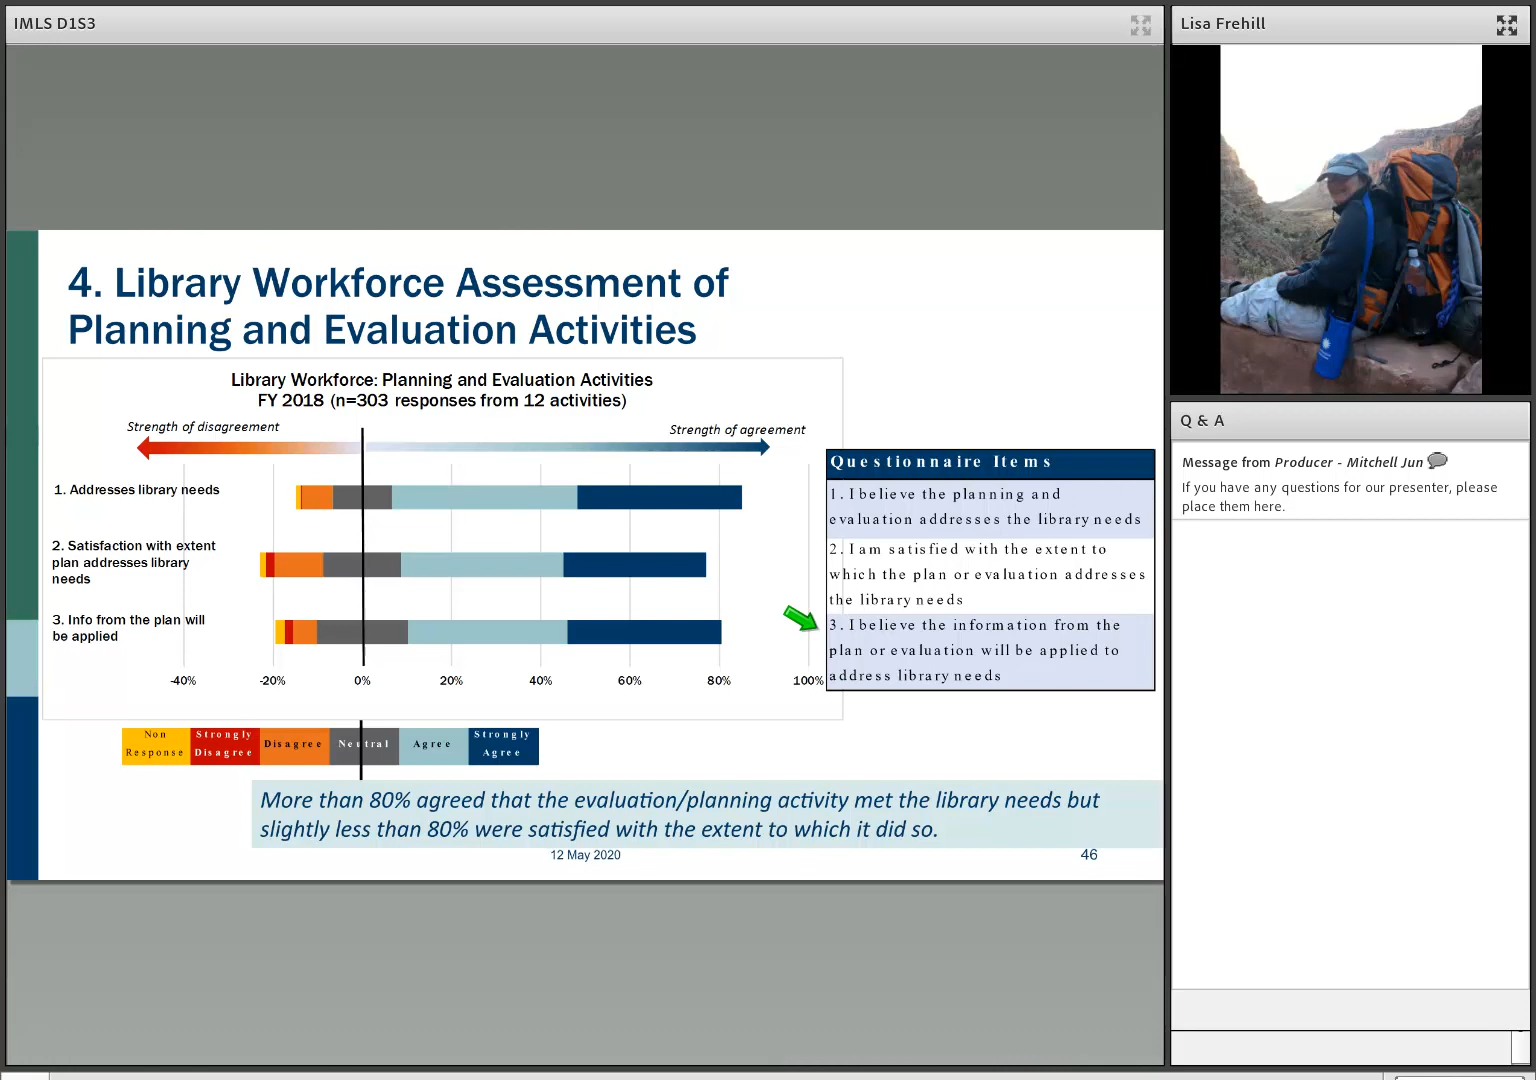 IMLS D1S3
Lisa Frehill
4. Library Workforce Assessment of
Planning and Evaluation Activities
Library Workforce: Planning and Evaluation Activities
FY 2018 (n=303 responses from 12 activities)
Strength of disagreement
Strength of agreement
1. Addresses library needs
2. Satisfaction with extent
plan addresses library
needs
3. Info from the plan will
be applied
-40% -20% 0% 20% 40% 60% 80% 100%
Questionnaire Items
1. I believe the planning and
evaluation addresses the library needs
2. I am satisfied with the extent to
which the plan or evaluation addresses
the library needs
3. I believe the information from the
plan or evaluation will be applied to
address library needs
Non
Response
Strongly
Disagree
Disagree
Neutral
Agree
Strongly
Agree
More than 80% agreed that the evaluation/planning activity met the library needs but
slightly less than 80% were satisfied with the extent to which it did so.
12 May 2020
46
Q & A
Message from Producer - Mitchell Jun
If you have any questions for our presenter, please
place them here.